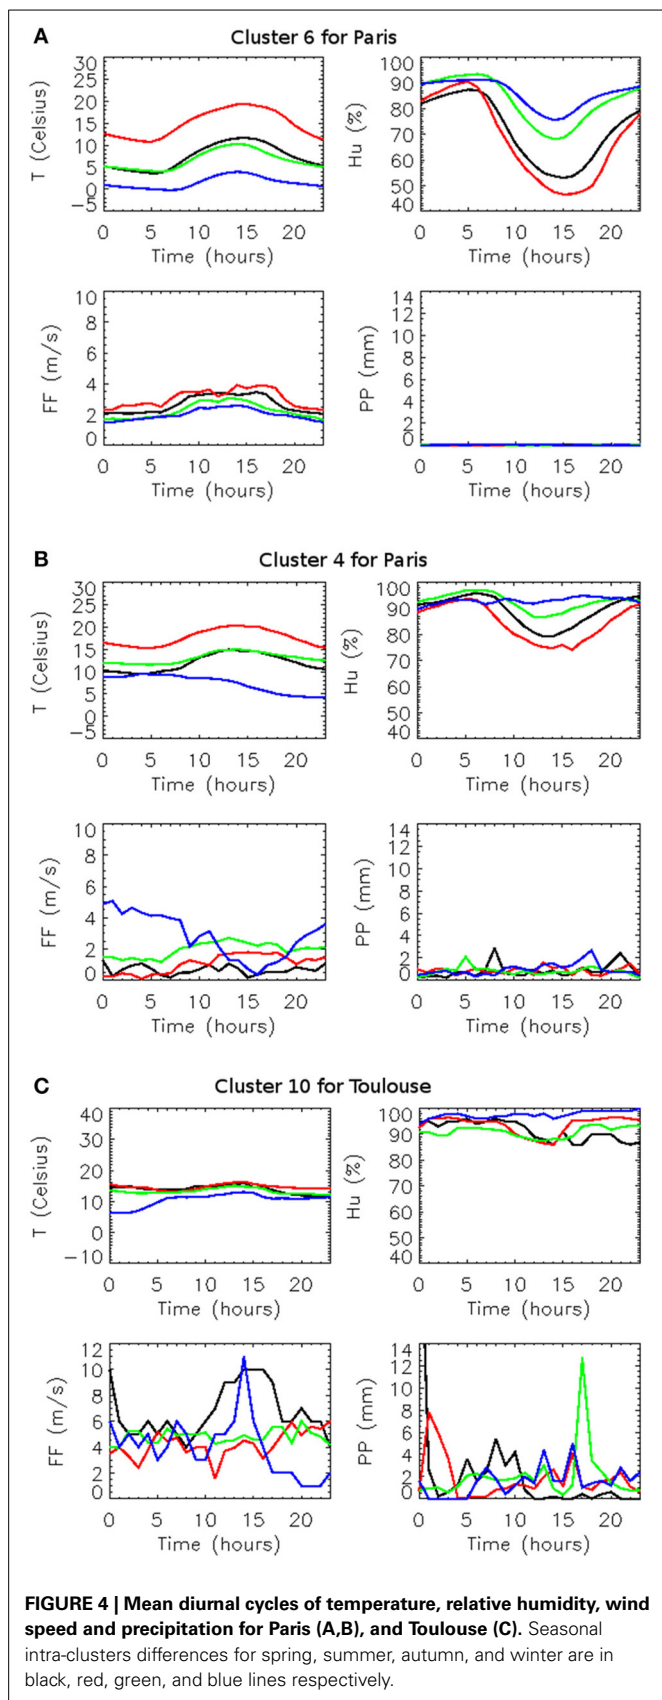 A
Cluster 6 for Paris
T (Celsius)
30
25
20
15
10
5
0
−5
0 5 10 15 20
Time (hours)
Hu (%)
100
90
80
70
60
50
40
0 5 10 15 20
Time (hours)
FF (m/s)
10
8
6
4
2
0
0 5 10 15 20
Time (hours)
PP (mm)
14
12
10
8
6
4
2
0
0 5 10 15 20
Time (hours)
B
Cluster 4 for Paris
T (Celsius)
30
25
20
15
10
5
0
−5
0 5 10 15 20
Time (hours)
Hu (%)
100
90
80
70
60
50
40
0 5 10 15 20
Time (hours)
FF (m/s)
10
8
6
4
2
0
0 5 10 15 20
Time (hours)
PP (mm)
14
12
10
8
6
4
2
0
0 5 10 15 20
Time (hours)
C
Cluster 10 for Toulouse
T (Celsius)
40
30
20
10
0
−10
0 5 10 15 20
Time (hours)
Hu (%)
100
90
80
70
60
50
40
0 5 10 15 20
Time (hours)
FF (m/s)
12
10
8
6
4
2
0
0 5 10 15 20
Time (hours)
PP (mm)
14
12
10
8
6
4
2
0
0 5 10 15 20
Time (hours)
FIGURE 4 | Mean diurnal cycles of temperature, relative humidity, wind
speed and precipitation for Paris (A,B), and Toulouse (C). Seasonal
intra-clusters differences for spring, summer, autumn, and winter are in
black, red, green, and blue lines respectively.